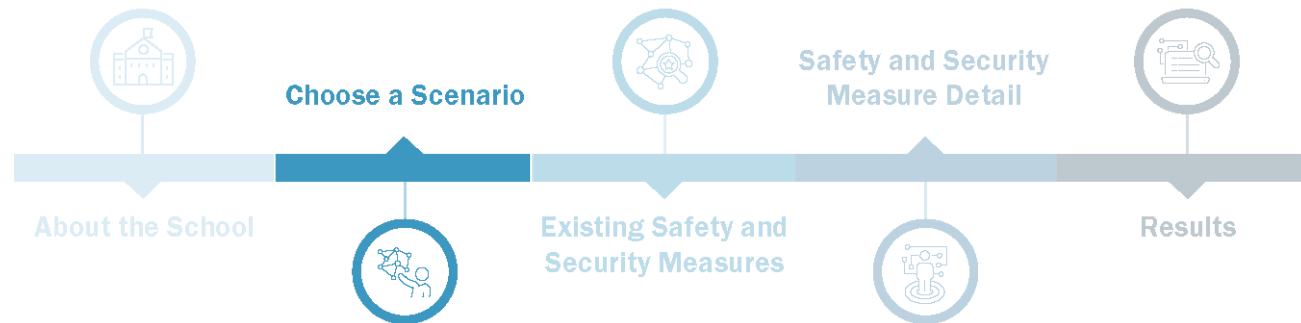 About the School
Choose a Scenario
Existing Safety and
Security Measures
Safety and Security
Measure Detail
Results